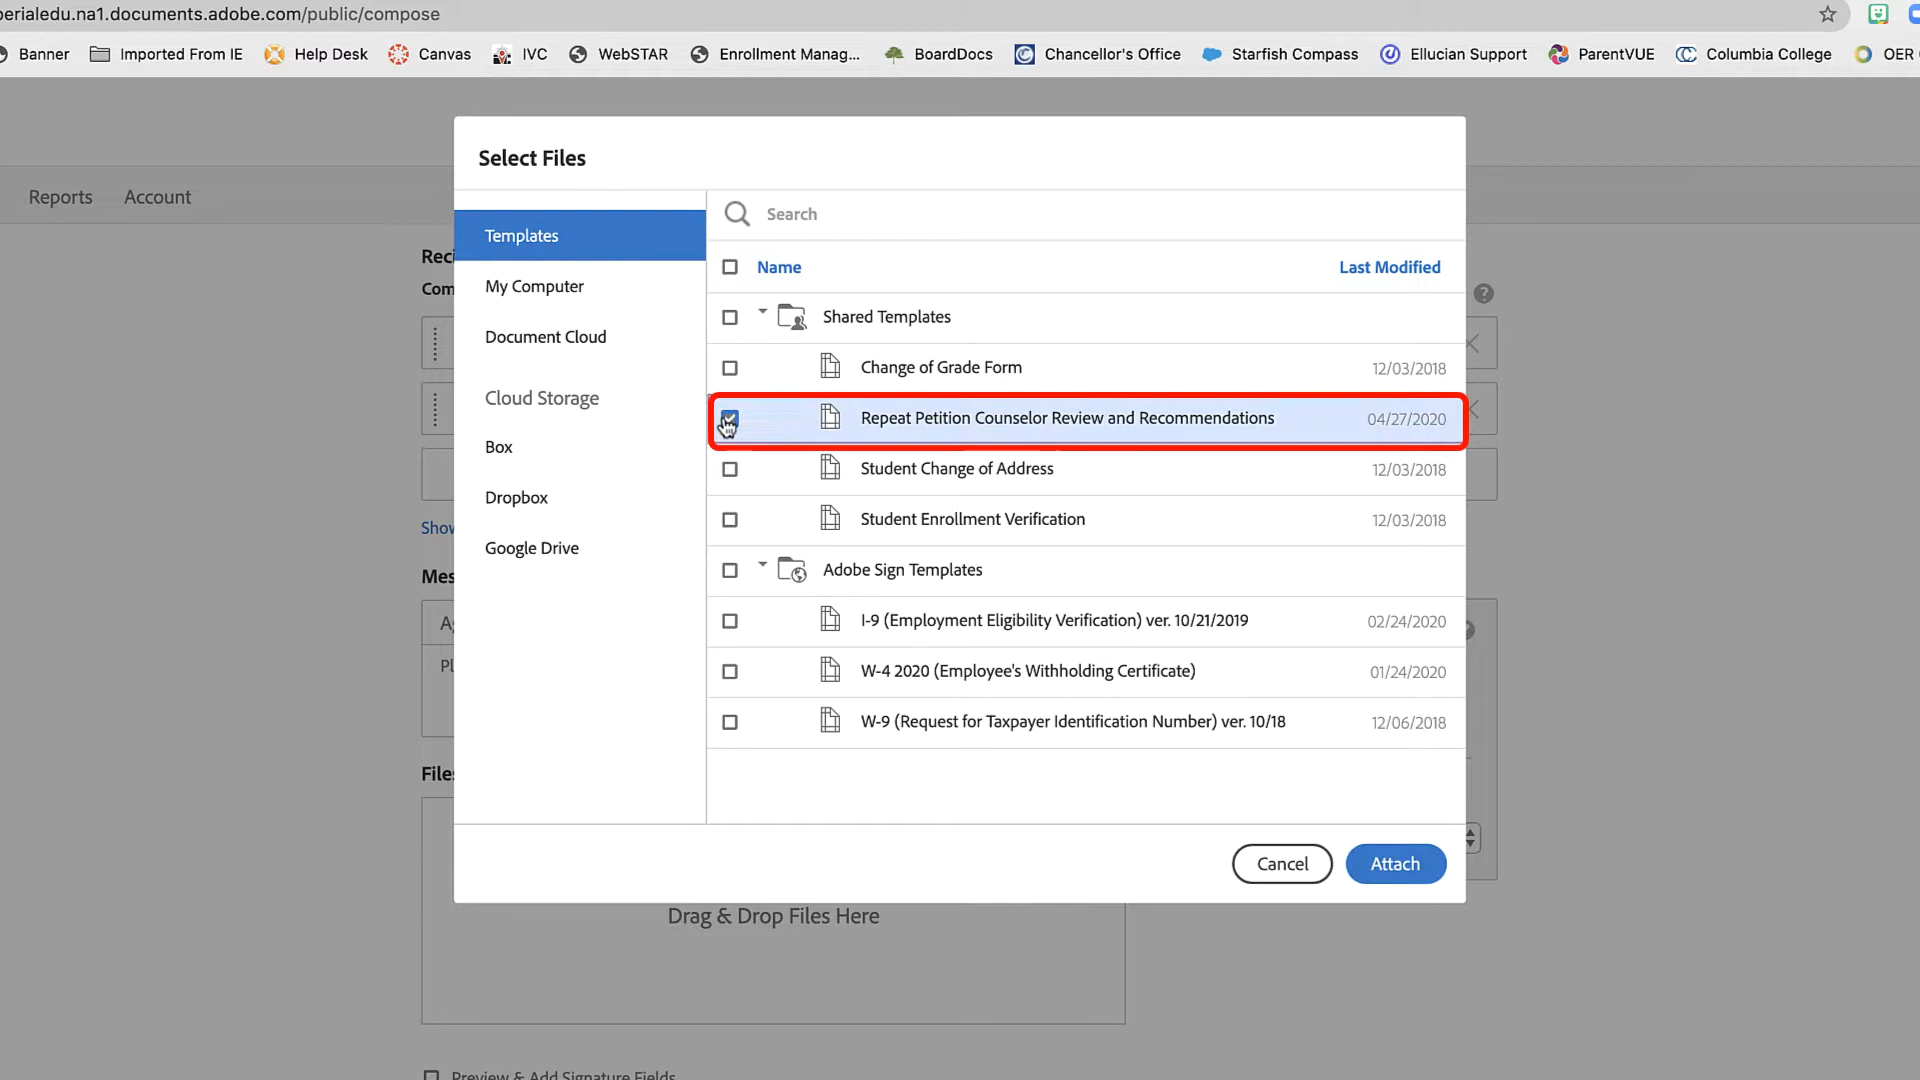 perialedu.na1.documents.adobe.com/public/compose
Banner Imported From IE Help Desk Canvas IVC WebSTAR Enrollment Manag... BoardDocs Chancellor's Office Starfish Compass Ellucian Support ParentVUE Columbia College OER
Select Files
Reports Account
Search
Templates
Name Last Modified
My Computer
Shared Templates
Document Cloud
Change of Grade Form 12/03/2018
Cloud Storage
Repeat Petition Counselor Review and Recommendations 04/27/2020
Box
Student Change of Address 12/03/2018
Dropbox
Student Enrollment Verification 12/03/2018
Google Drive
Adobe Sign Templates
I-9 (Employment Eligibility Verification) ver. 10/21/2019 02/24/2020
W-4 2020 (Employee's Withholding Certificate) 01/24/2020
W-9 (Request for Taxpayer Identification Number) ver. 10/18 12/06/2018
Files
Cancel Attach
Drag & Drop Files Here
Preview & Add Signature Fields